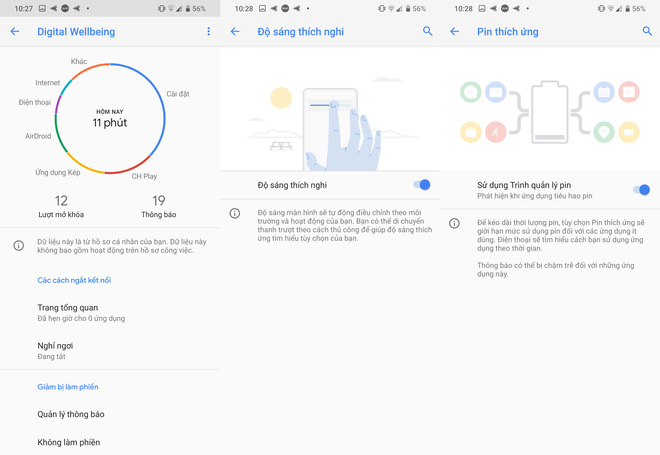 10:27
56%
Digital Wellbeing
Khác
Internet
Điện thoại
AirDroid
Ứng dụng Kép
CH Play
Cài đặt
HÔM NAY
11 phút
12
Lượt mở khóa
19
Thông báo
Dữ liệu này là từ hồ sơ cá nhân của bạn. Dữ liệu này
không bao gồm hoạt động trên hồ sơ công việc.
Các cách ngắt kết nối
Trang tổng quan
Đã hẹn giờ cho 0 ứng dụng
Nghỉ ngơi
Đang tắt
Giảm bị làm phiền
Quản lý thông báo
Không làm phiền
10:28
56%
Độ sáng thích nghi
Độ sáng thích nghi
Độ sáng màn hình sẽ tự động điều chỉnh theo môi
trường và hoạt động của bạn. Bạn có thể di chuyển
thanh trượt theo cách thủ công để giúp độ sáng thích
ứng tìm hiểu tùy chọn của bạn.
10:28
56%
Pin thích ứng
Sử dụng Trình quản lý pin
Phát hiện khi ứng dụng tiêu hao pin
Để kéo dài thời lượng pin, tùy chọn Pin thích ứng sẽ
giới hạn mức sử dụng pin đối với các ứng dụng ít
dùng. Điện thoại sẽ tìm hiểu cách bạn sử dụng ứng
dụng theo thời gian.
Thông báo có thể bị chậm trễ đối với những ứng
dụng này.